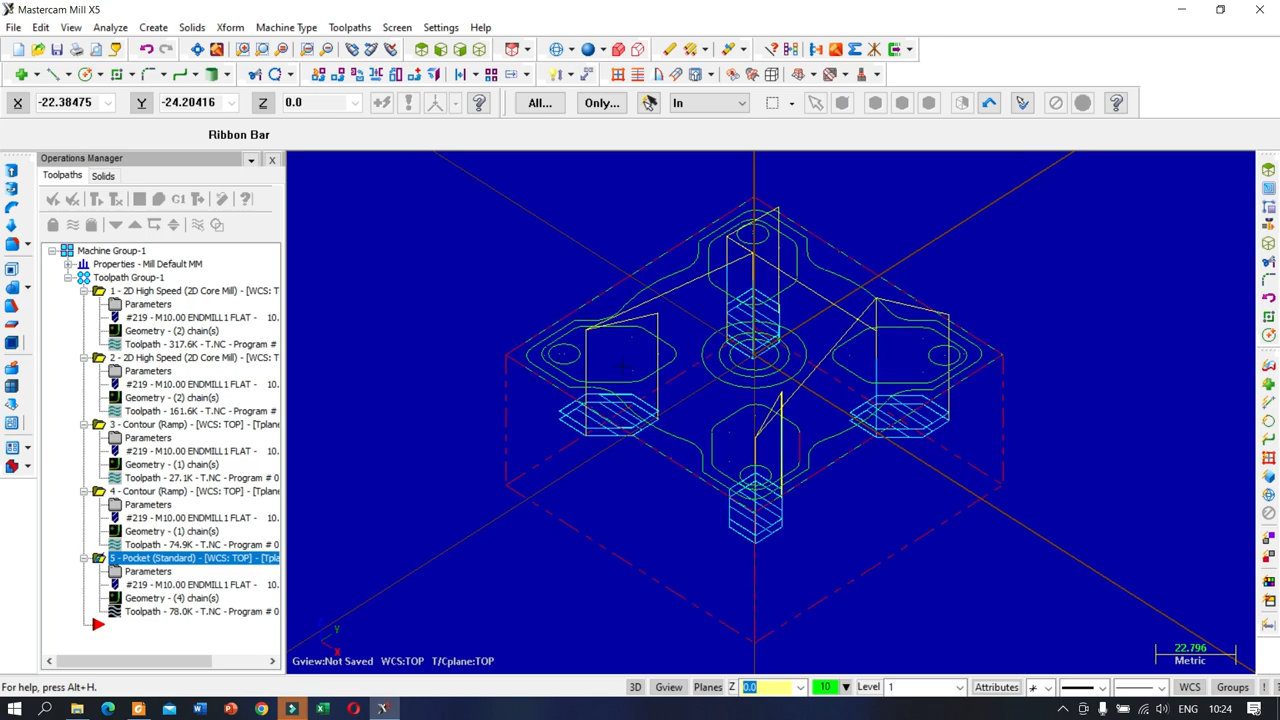 Mastercam Mill X5
File Edit View Analyze Create Solids Xform Machine Type Toolpaths Screen Settings Help
X -22.38475 Y -24.20416 Z 0.0 All... Only... In
Ribbon Bar
Operations Manager
Toolpaths Solids
G1
Machine Group-1
Properties - Mill Default MM
Toolpath Group-1
1 - 2D High Speed (2D Core Mill) - [WCS: T
Parameters
#219 - M10.00 ENDMILL1 FLAT - 10.
Geometry - (2) chain(s)
Toolpath - 317.6K - T.NC - Program #
2 - 2D High Speed (2D Core Mill) - [WCS: T
Parameters
#219 - M10.00 ENDMILL1 FLAT - 10.
Geometry - (2) chain(s)
Toolpath - 161.6K - T.NC - Program #
3 - Contour (Ramp) - [WCS: TOP] - [Tplane
Parameters
#219 - M10.00 ENDMILL1 FLAT - 10.
Geometry - (1) chain(s)
Toolpath - 27.1K - T.NC - Program # 0
4 - Contour (Ramp) - [WCS: TOP] - [Tplane
Parameters
#219 - M10.00 ENDMILL1 FLAT - 10.
Geometry - (1) chain(s)
Toolpath - 74.9K - T.NC - Program # 0
5 - Pocket (Standard) - [WCS: TOP] - [Tpla
Parameters
#219 - M10.00 ENDMILL1 FLAT - 10.
Geometry - (4) chain(s)
Toolpath - 78.0K - T.NC - Program # 0
Y
X
Gview:Not Saved WCS:TOP T/Cplane:TOP
22.796
Metric
For help, press Alt+H. 3D Gview Planes Z 0.0 10 Level 1 Attributes WCS Groups ! ?
ENG 10:24